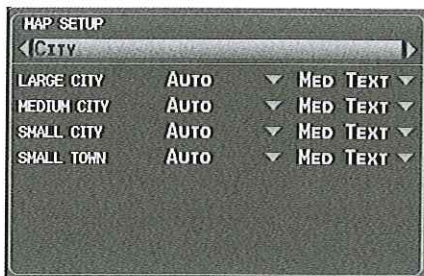 MAP SETUP
CITY
LARGE CITY AUTO MED TEXT
MEDIUM CITY AUTO MED TEXT
SMALL CITY AUTO MED TEXT
SMALL TOWN AUTO MED TEXT